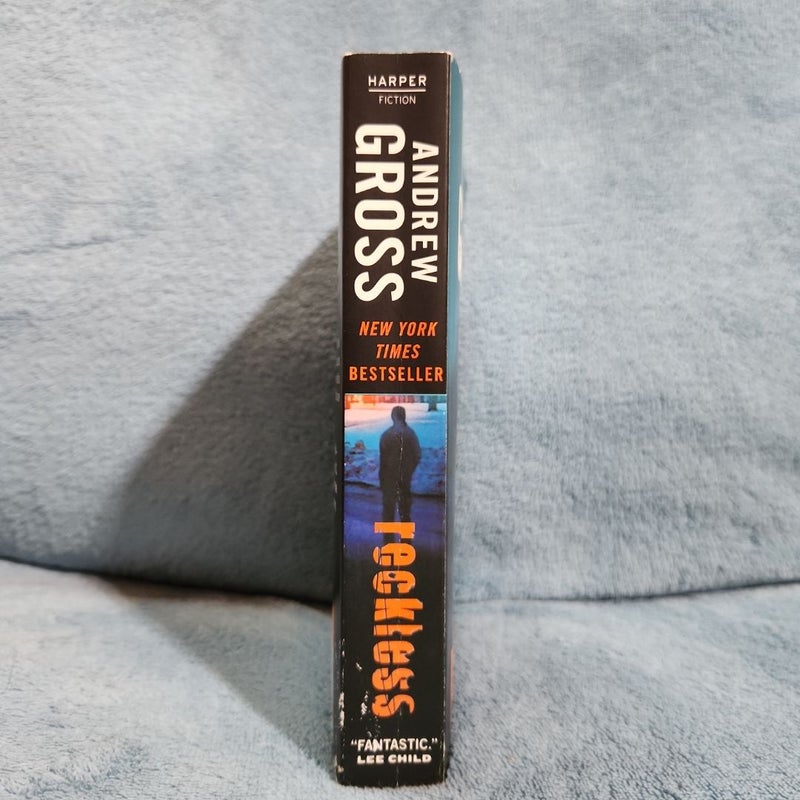 HARPER
FICTION
ANDREW
GROSS
NEW YORK
TIMES
BESTSELLER
reckless
"FANTASTIC."
LEE CHILD